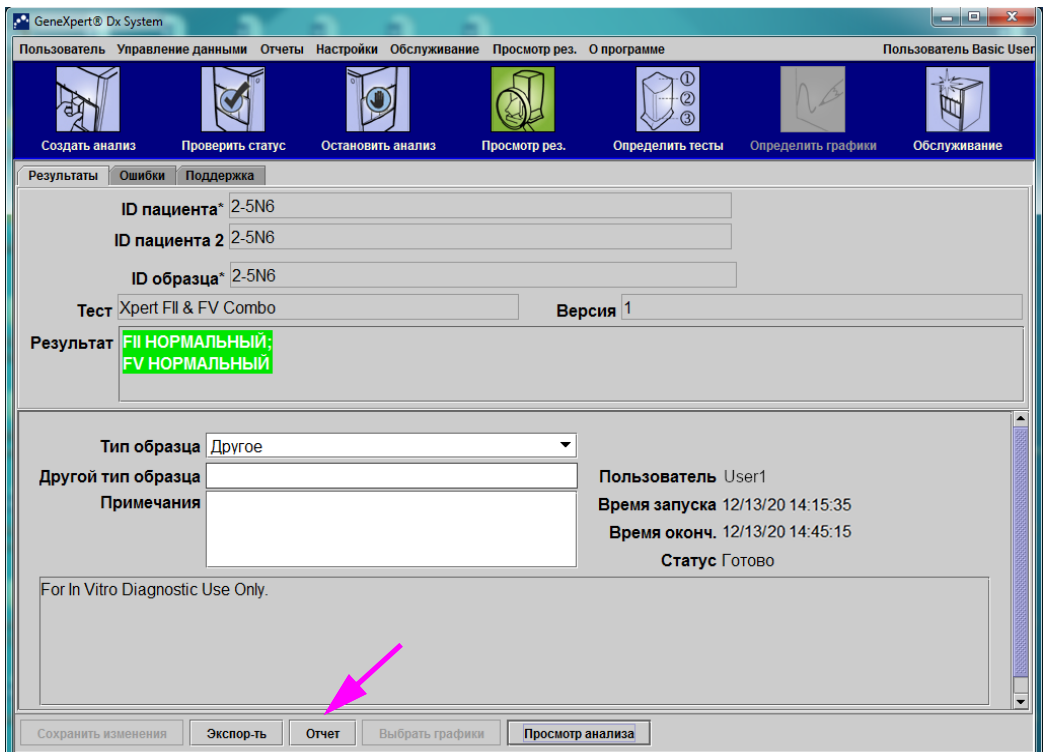 GeneXpert® Dx System
Пользователь Управление данными Отчеты Настройки Обслуживание Просмотр рез. О программе Пользователь Basic User
① ② ③
Создать анализ Проверить статус Остановить анализ Просмотр рез. Определить тесты Определить графики Обслуживание
Результаты Ошибки Поддержка
ID пациента* 2-5N6
ID пациента 2 2-5N6
ID образца* 2-5N6
Тест Xpert FII & FV Combo Версия 1
Результат FII НОРМАЛЬНЫЙ;
FV НОРМАЛЬНЫЙ
Тип образца Другое
Другой тип образца Пользователь User1
Примечания Время запуска 12/13/20 14:15:35
Время оконч. 12/13/20 14:45:15
Статус Готово
For In Vitro Diagnostic Use Only.
Сохранить изменения Экспор-ть Отчет Выбрать графики Просмотр анализа